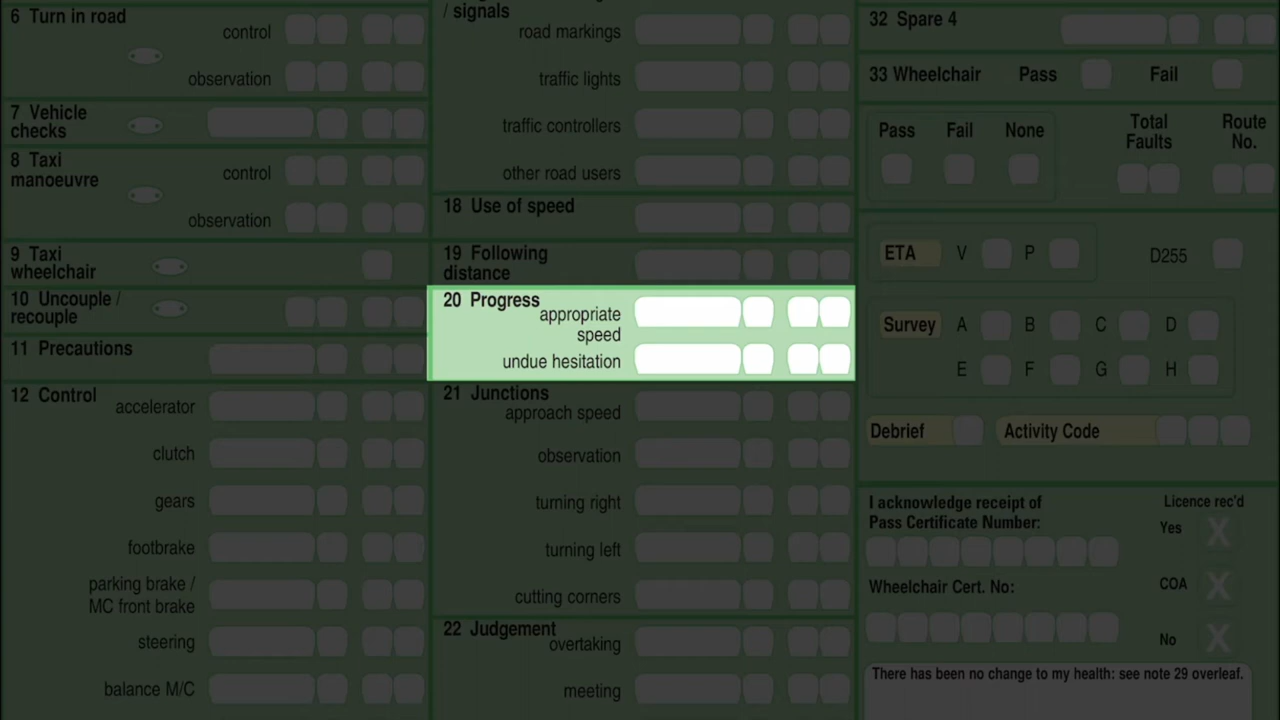 6 Turn in road
control
observation
7 Vehicle
checks
8 Taxi
manoeuvre
control
observation
9 Taxi
wheelchair
10 Uncouple /
recouple
11 Precautions
12 Control
accelerator
clutch
gears
footbrake
parking brake /
MC front brake
steering
balance M/C
/ signals
road markings
traffic lights
traffic controllers
other road users
18 Use of speed
19 Following
distance
20 Progress
appropriate
speed
undue hesitation
21 Junctions
approach speed
observation
turning right
turning left
cutting corners
22 Judgement
overtaking
meeting
32 Spare 4
33 Wheelchair Pass Fail
Pass Fail None
Total
Faults
Route
No.
ETA V P D255
Survey A B C D
E F G H
Debrief Activity Code
I acknowledge receipt of
Pass Certificate Number:
Licence rec'd
Yes X
Wheelchair Cert. No:
COA X
No X
There has been no change to my health: see note 29 overleaf.